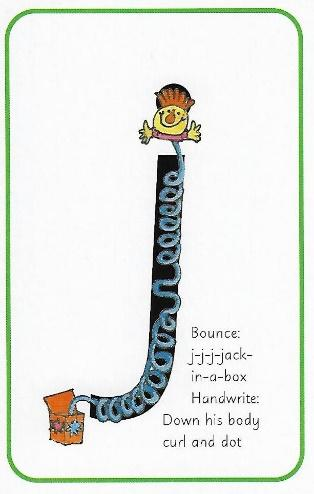 Bounce:
j-j-j-jack-
in-a-box
Handwrite:
Down his body
curl and dot